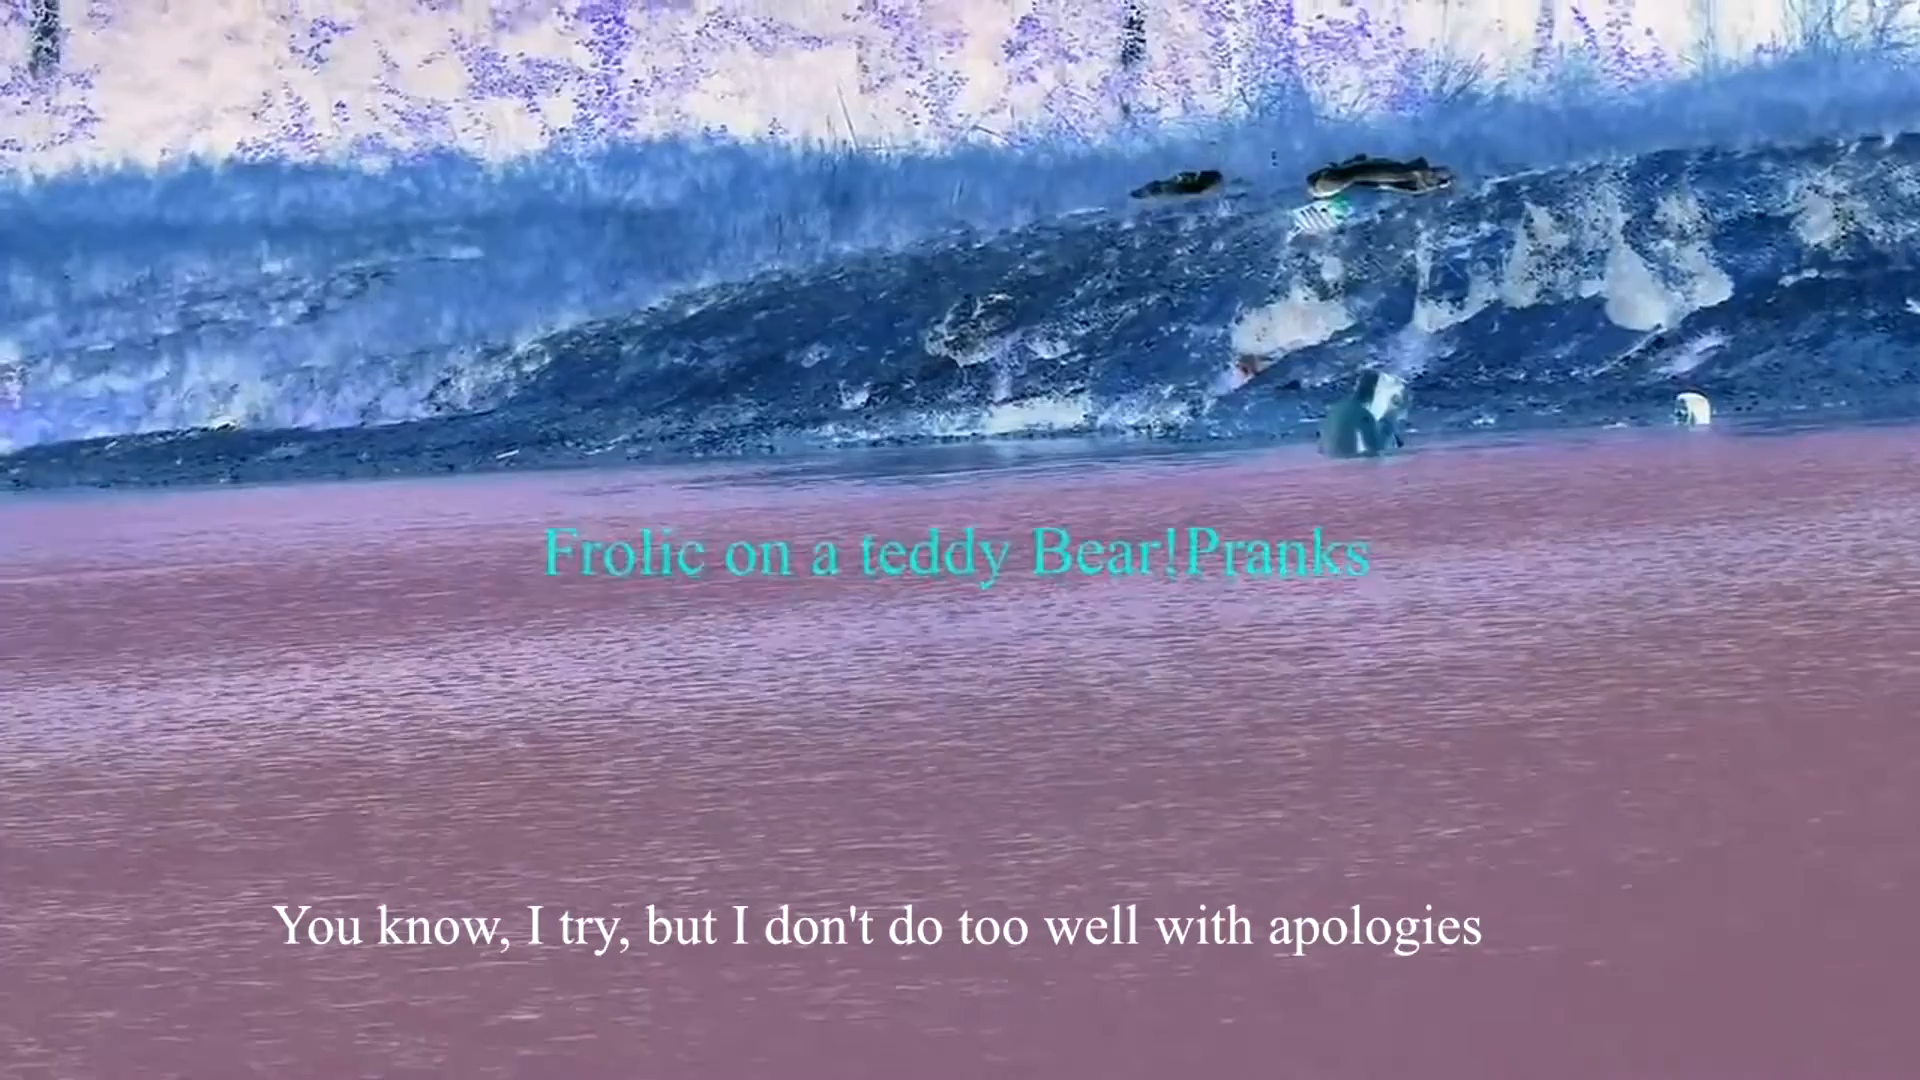 Frolic on a teddy Bear!Pranks
You know, I try, but I don't do too well with apologies